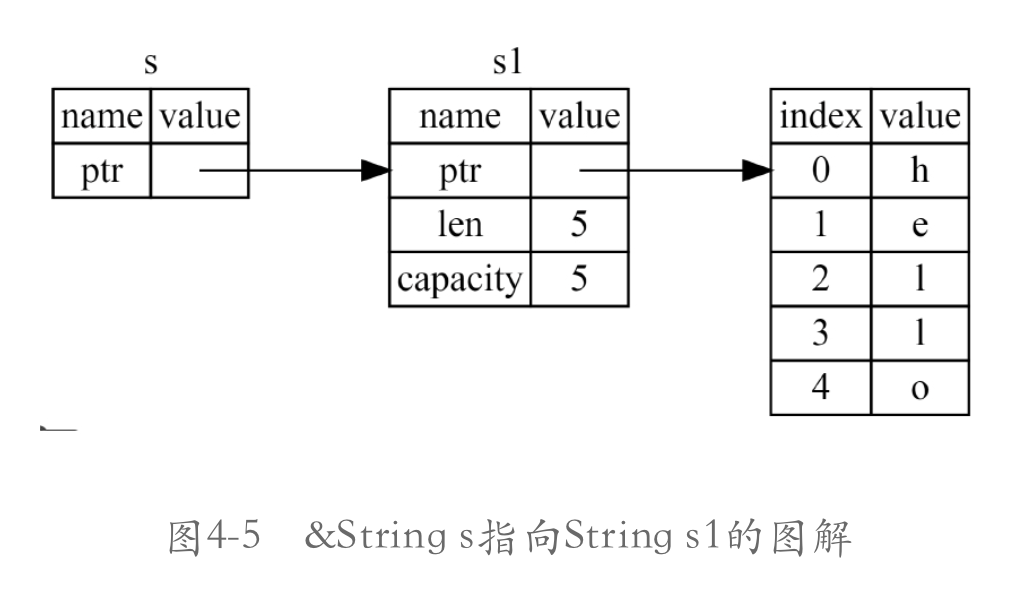 s s1
name value name value index value
ptr ptr 0 h
len 5 1 e
capacity 5 2 l
3 l
4 o
图4-5 &String s指向String s1的图解